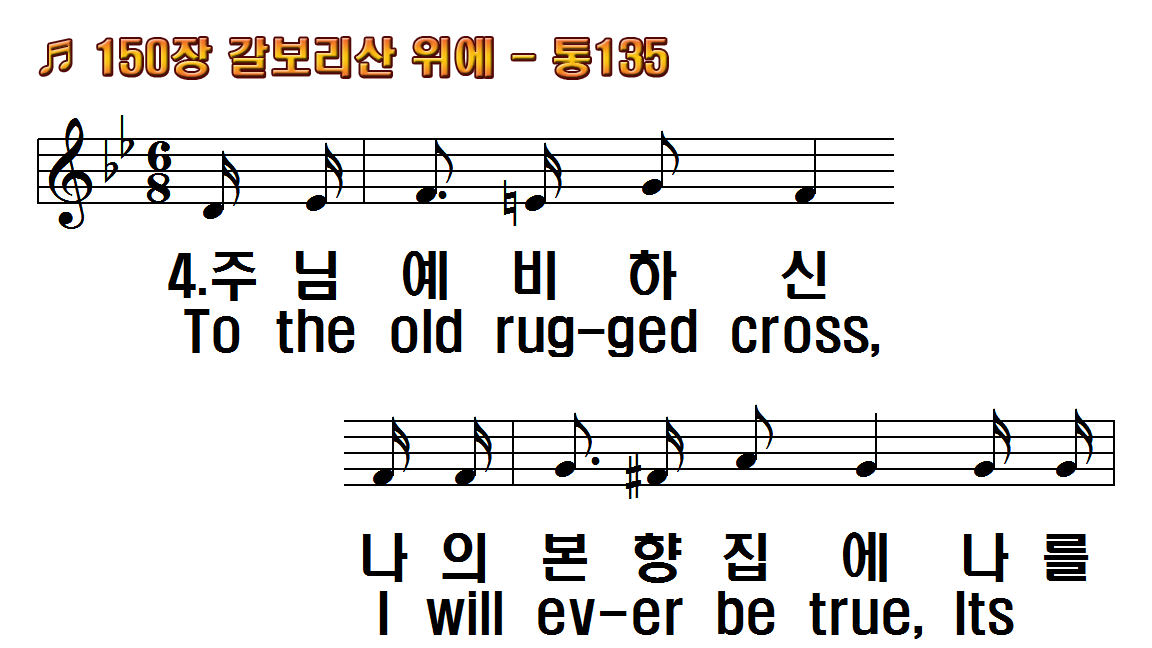 ♬ 150장 갈보리산 위에 - 통135
6
8
4.주 님 예 비 하 신
To the old rug-ged cross,
나 의 본 향 집 에 나 를
I will ev-er be true, Its